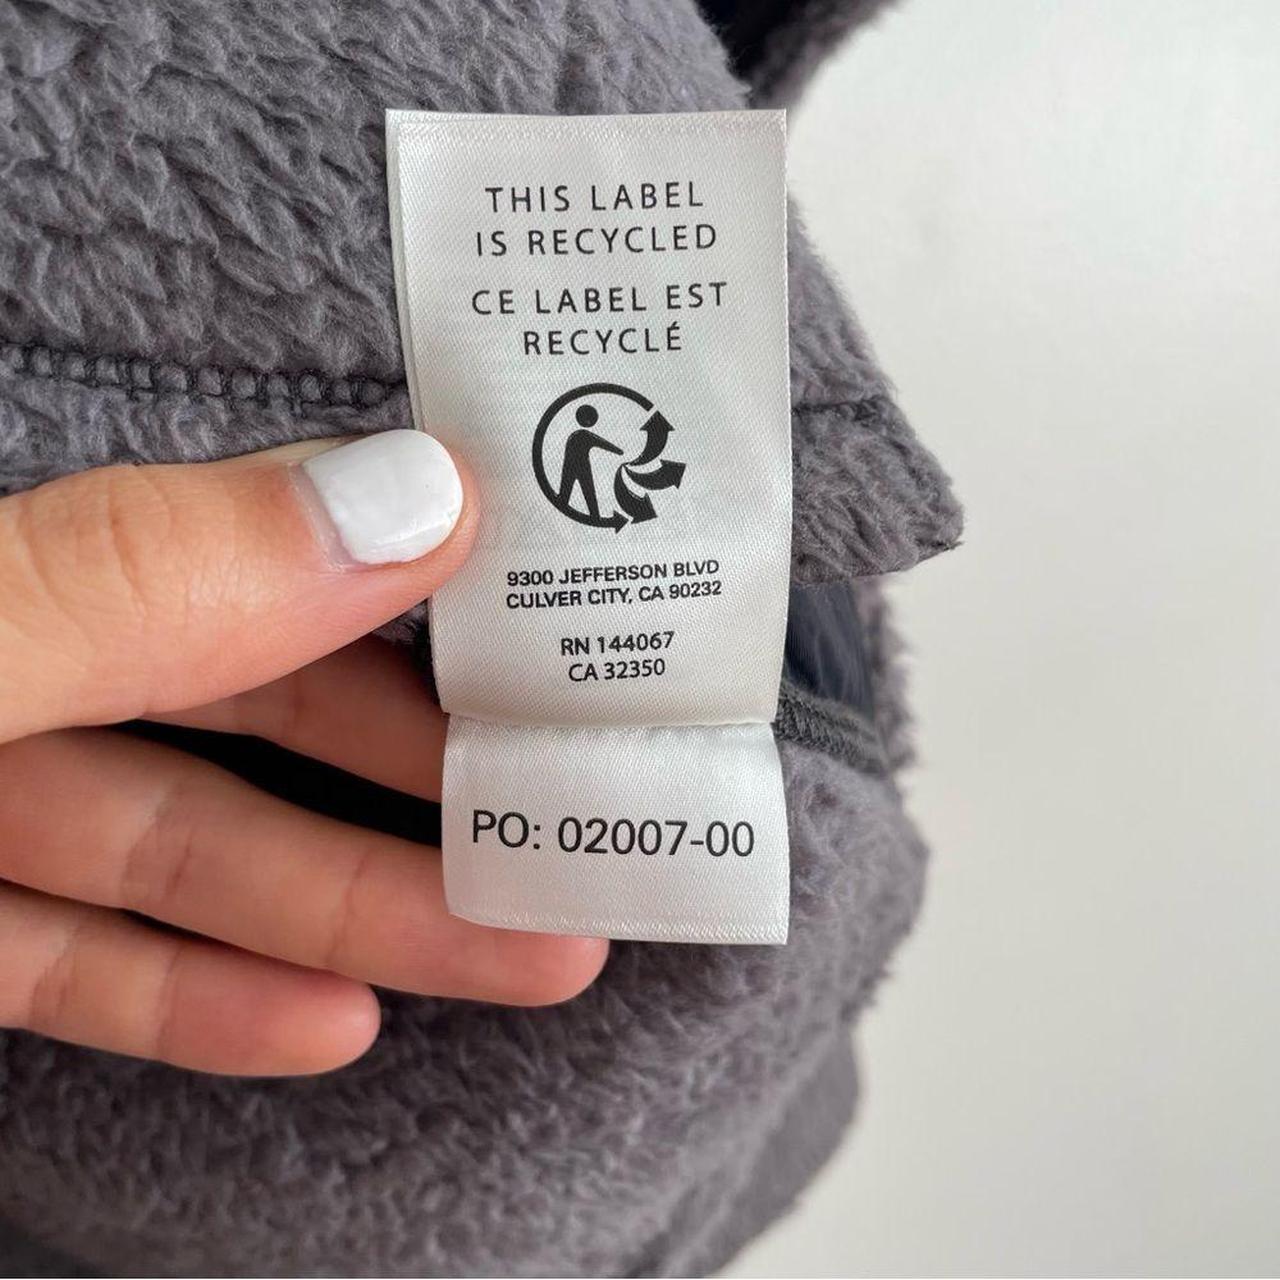 THIS LABEL
IS RECYCLED
CE LABEL EST
RECYCLÉ
9300 JEFFERSON BLVD
CULVER CITY, CA 90232
RN 144067
CA 32350
PO: 02007-00